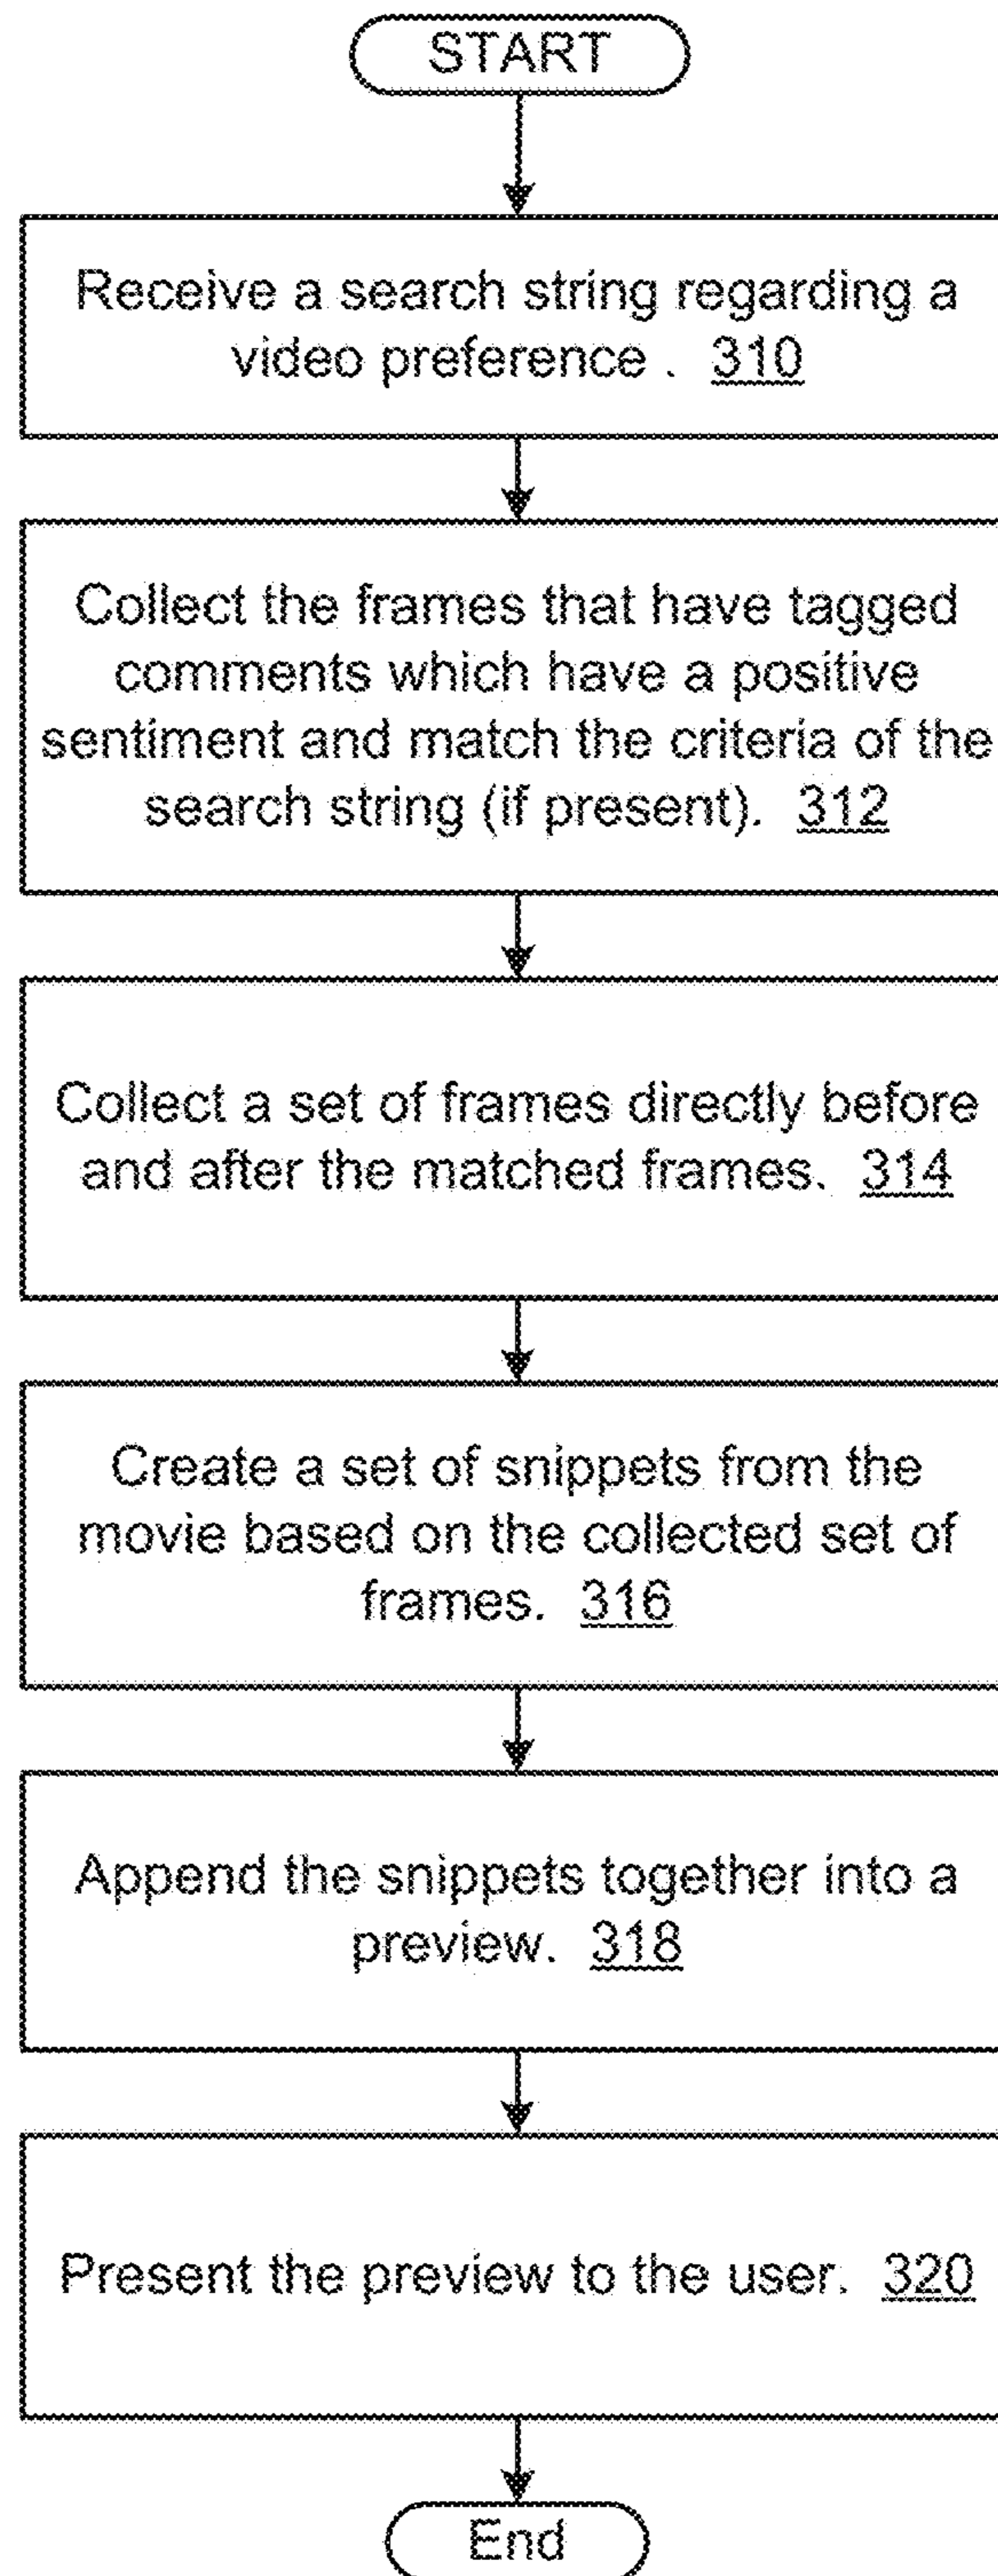 START
Receive a search string regarding a
video preference . 310
Collect the frames that have tagged
comments which have a positive
sentiment and match the criteria of the
search string (if present). 312
Collect a set of frames directly before
and after the matched frames. 314
Create a set of snippets from the
movie based on the collected set of
frames. 316
Append the snippets together into a
preview. 318
Present the preview to the user. 320
End